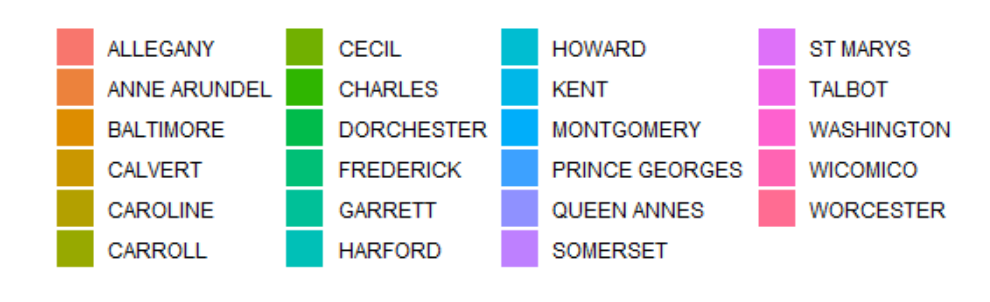 ALLEGANY
ANNE ARUNDEL
BALTIMORE
CALVERT
CAROLINE
CARROLL
CECIL
CHARLES
DORCHESTER
FREDERICK
GARRETT
HARFORD
HOWARD
KENT
MONTGOMERY
PRINCE GEORGES
QUEEN ANNES
SOMERSET
ST MARYS
TALBOT
WASHINGTON
WICOMICO
WORCESTER